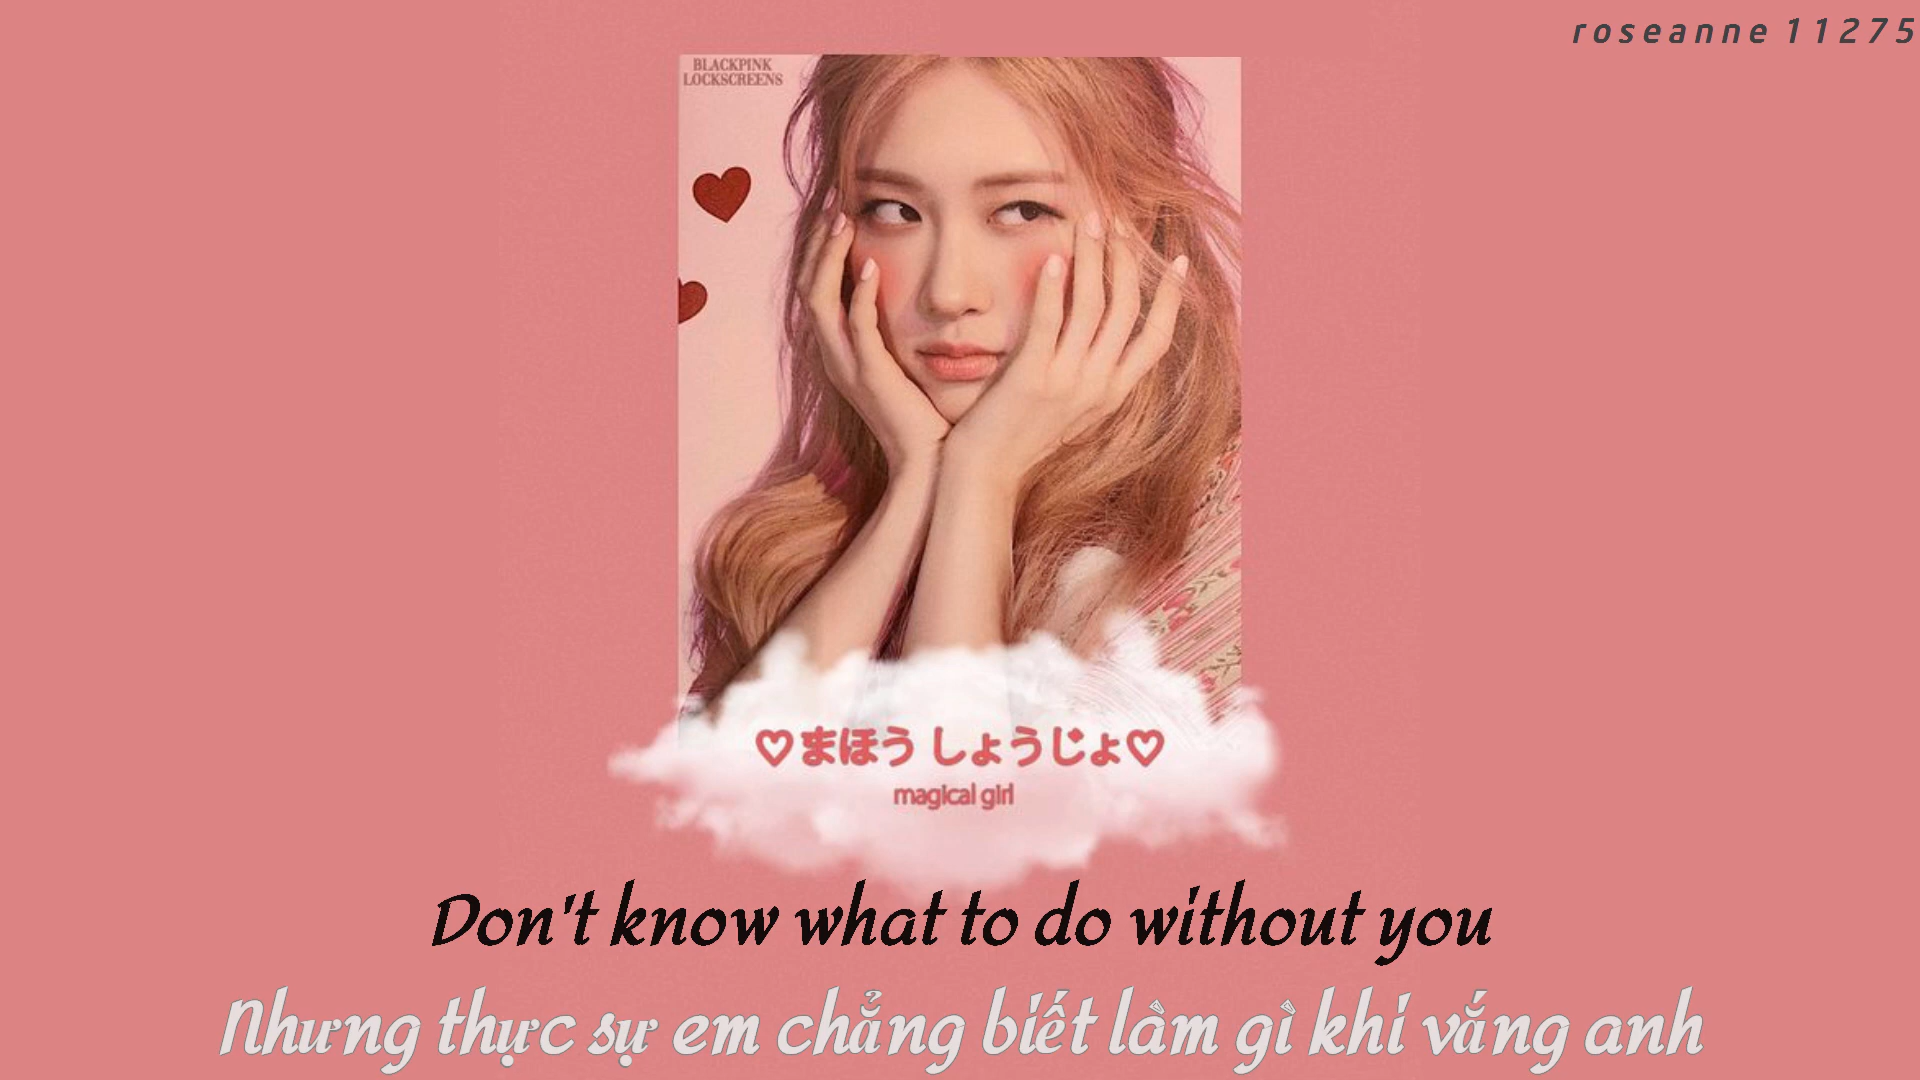 roseanne 11275
BLACKPINK
LOCKSCREENS
♡まほう しょうじょ♡
magical girl
Don't know what to do without you
Nhưng thực sự em chẳng biết làm gì khi vắng anh